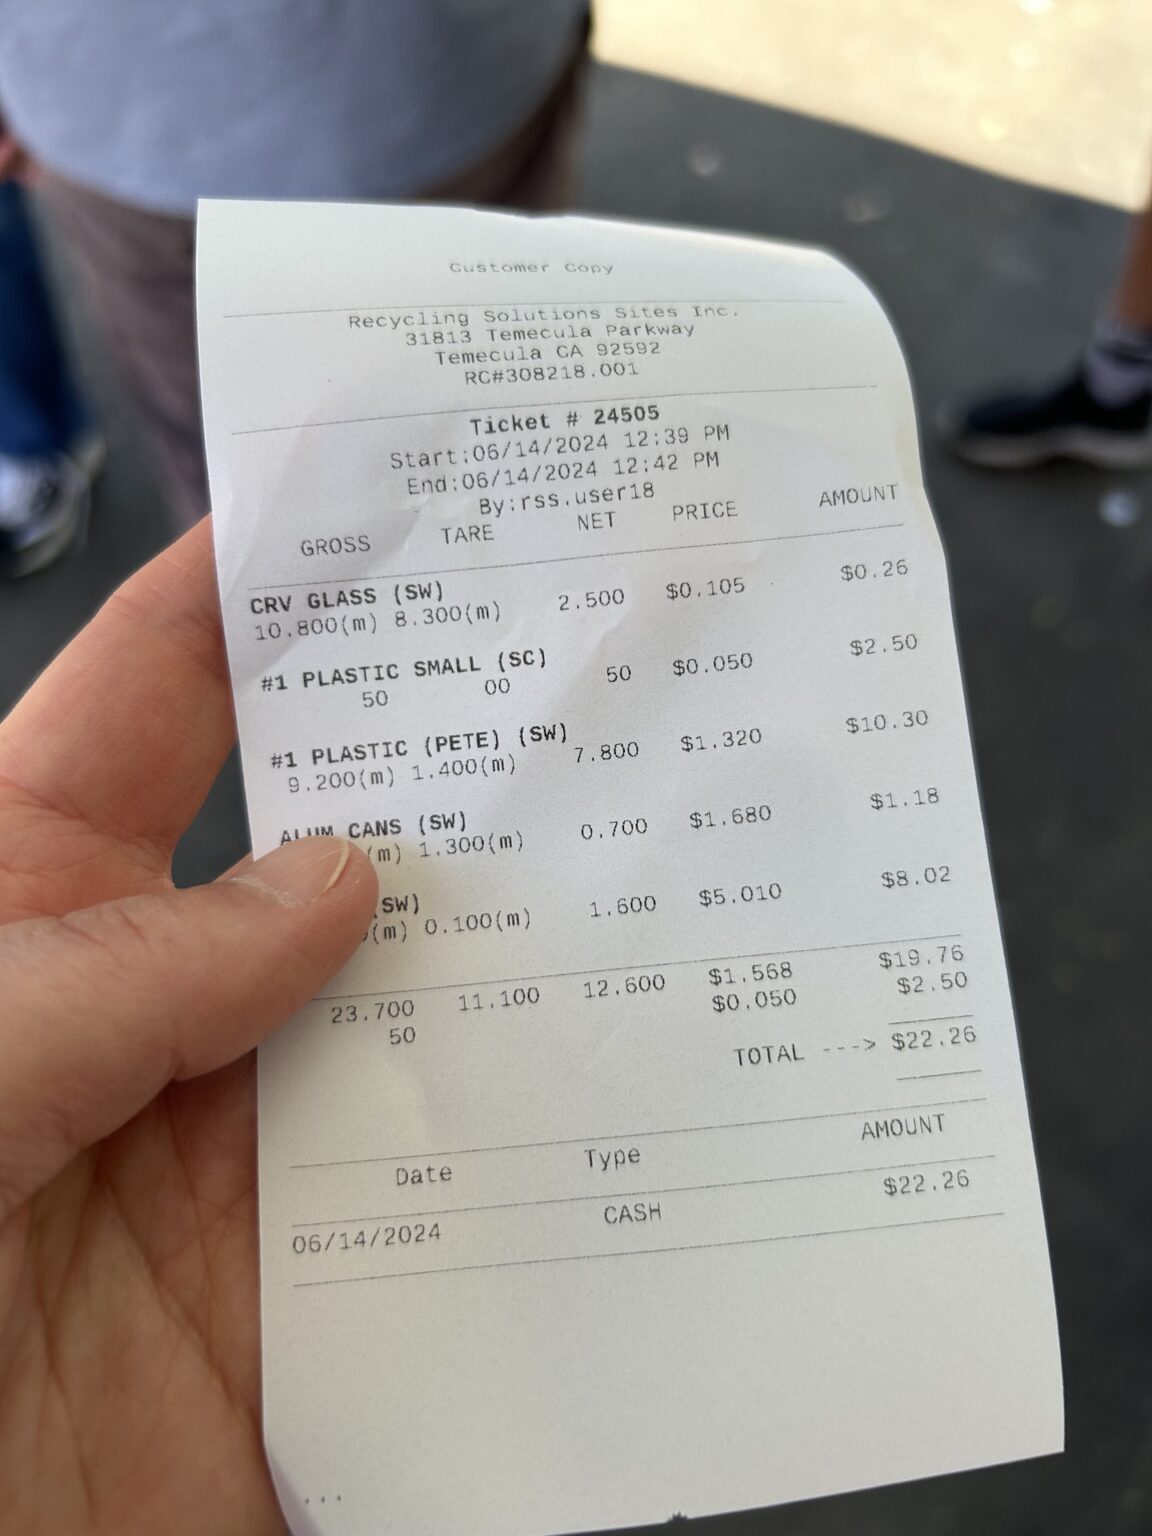 Customer Copy
Recycling Solutions Sites Inc.
31813 Temecula Parkway
Temecula CA 92592
RC#308218.001
Ticket # 24505
Start:06/14/2024 12:39 PM
End:06/14/2024 12:42 PM
By:rss.user18
GROSS TARE NET PRICE AMOUNT
CRV GLASS (SW)
10.800(m) 8.300(m) 2.500 $0.105 $0.26
#1 PLASTIC SMALL (SC)
50 00 50 $0.050 $2.50
#1 PLASTIC (PETE) (SW)
9.200(m) 1.400(m) 7.800 $1.320 $10.30
ALUM CANS (SW)
(m) 1.300(m) 0.700 $1.680 $1.18
(SW)
(m) 0.100(m) 1.600 $5.010 $8.02
23.700 11.100 12.600 $1.568 $19.76
50 $0.050 $2.50
TOTAL ---> $22.26
Date Type AMOUNT
06/14/2024 CASH $22.26
...